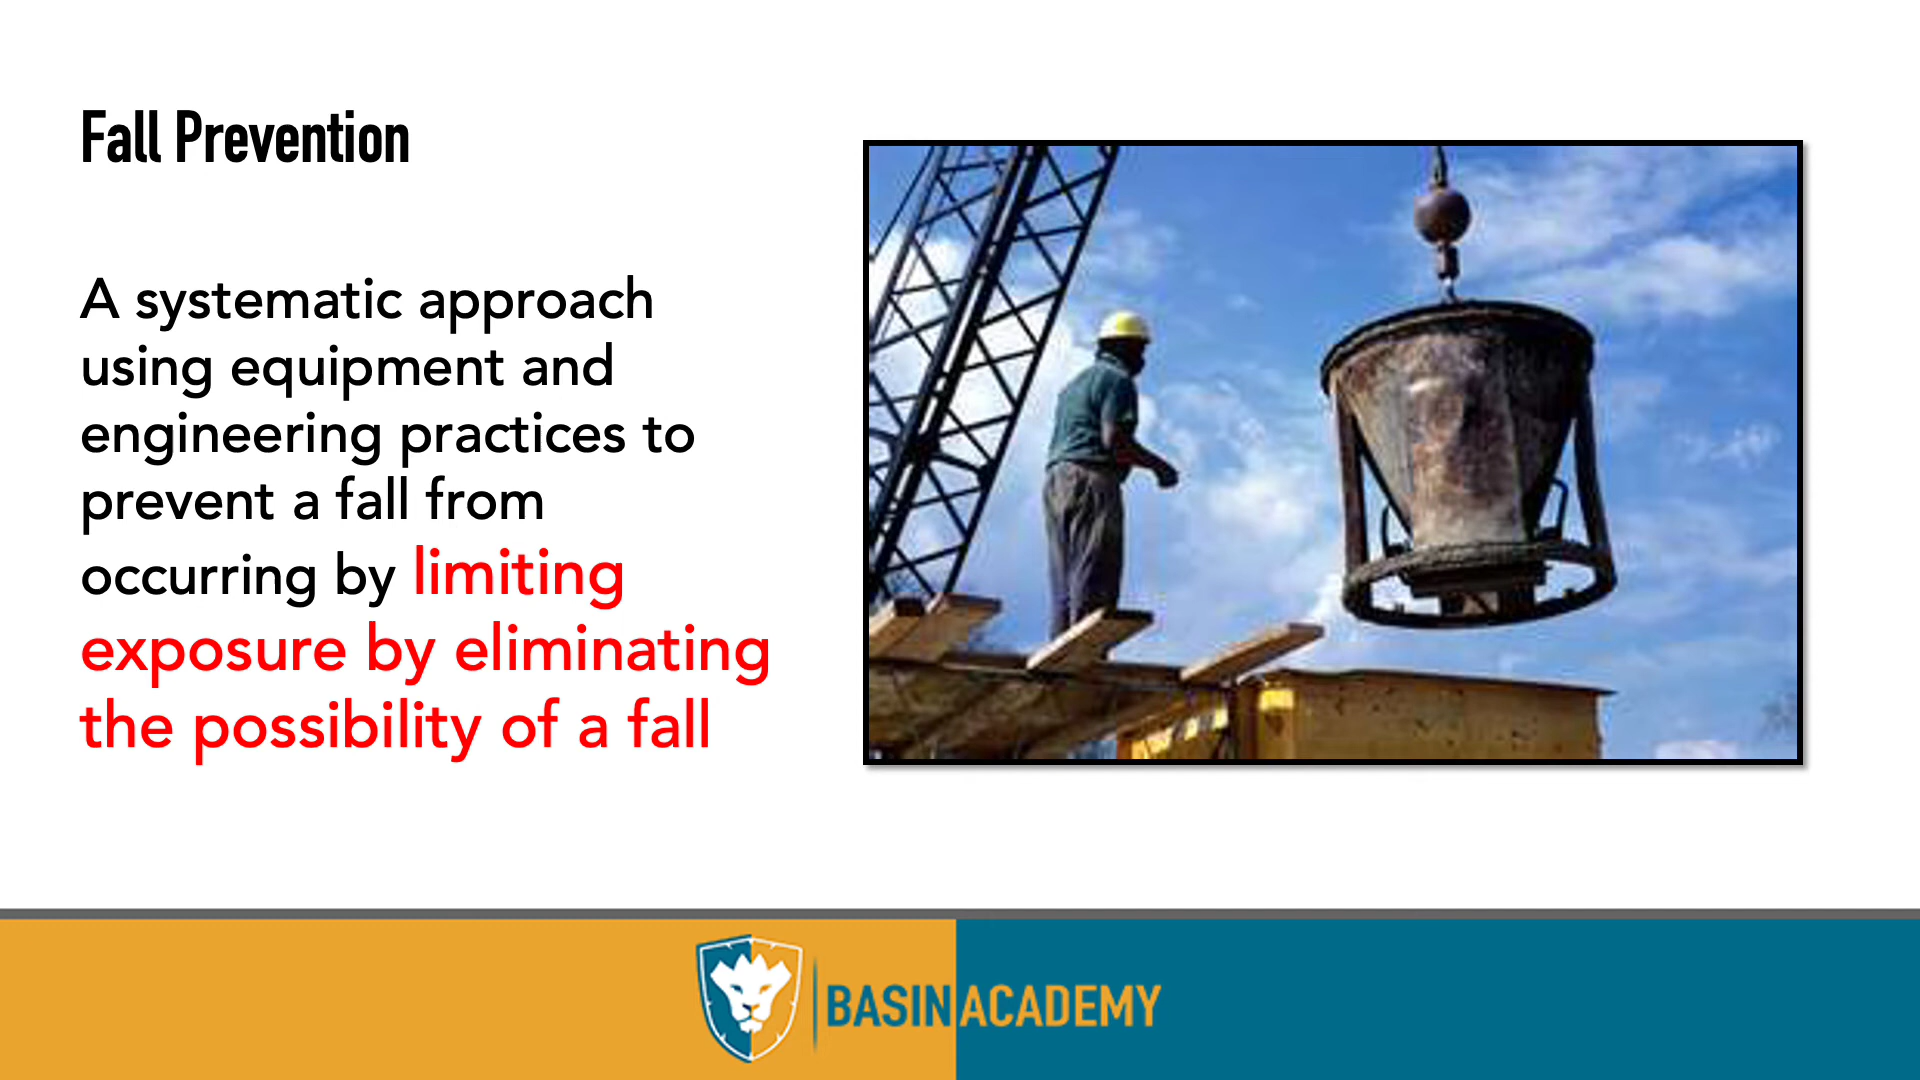 Fall Prevention
A systematic approach
using equipment and
engineering practices to
prevent a fall from
occurring by limiting
exposure by eliminating
the possibility of a fall
BASIN ACADEMY